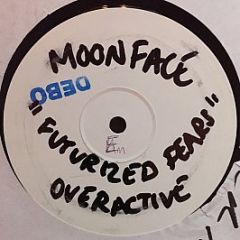 MOONFACE
DEBO
"FUTURIZED FEARS"
OVERACTIVE